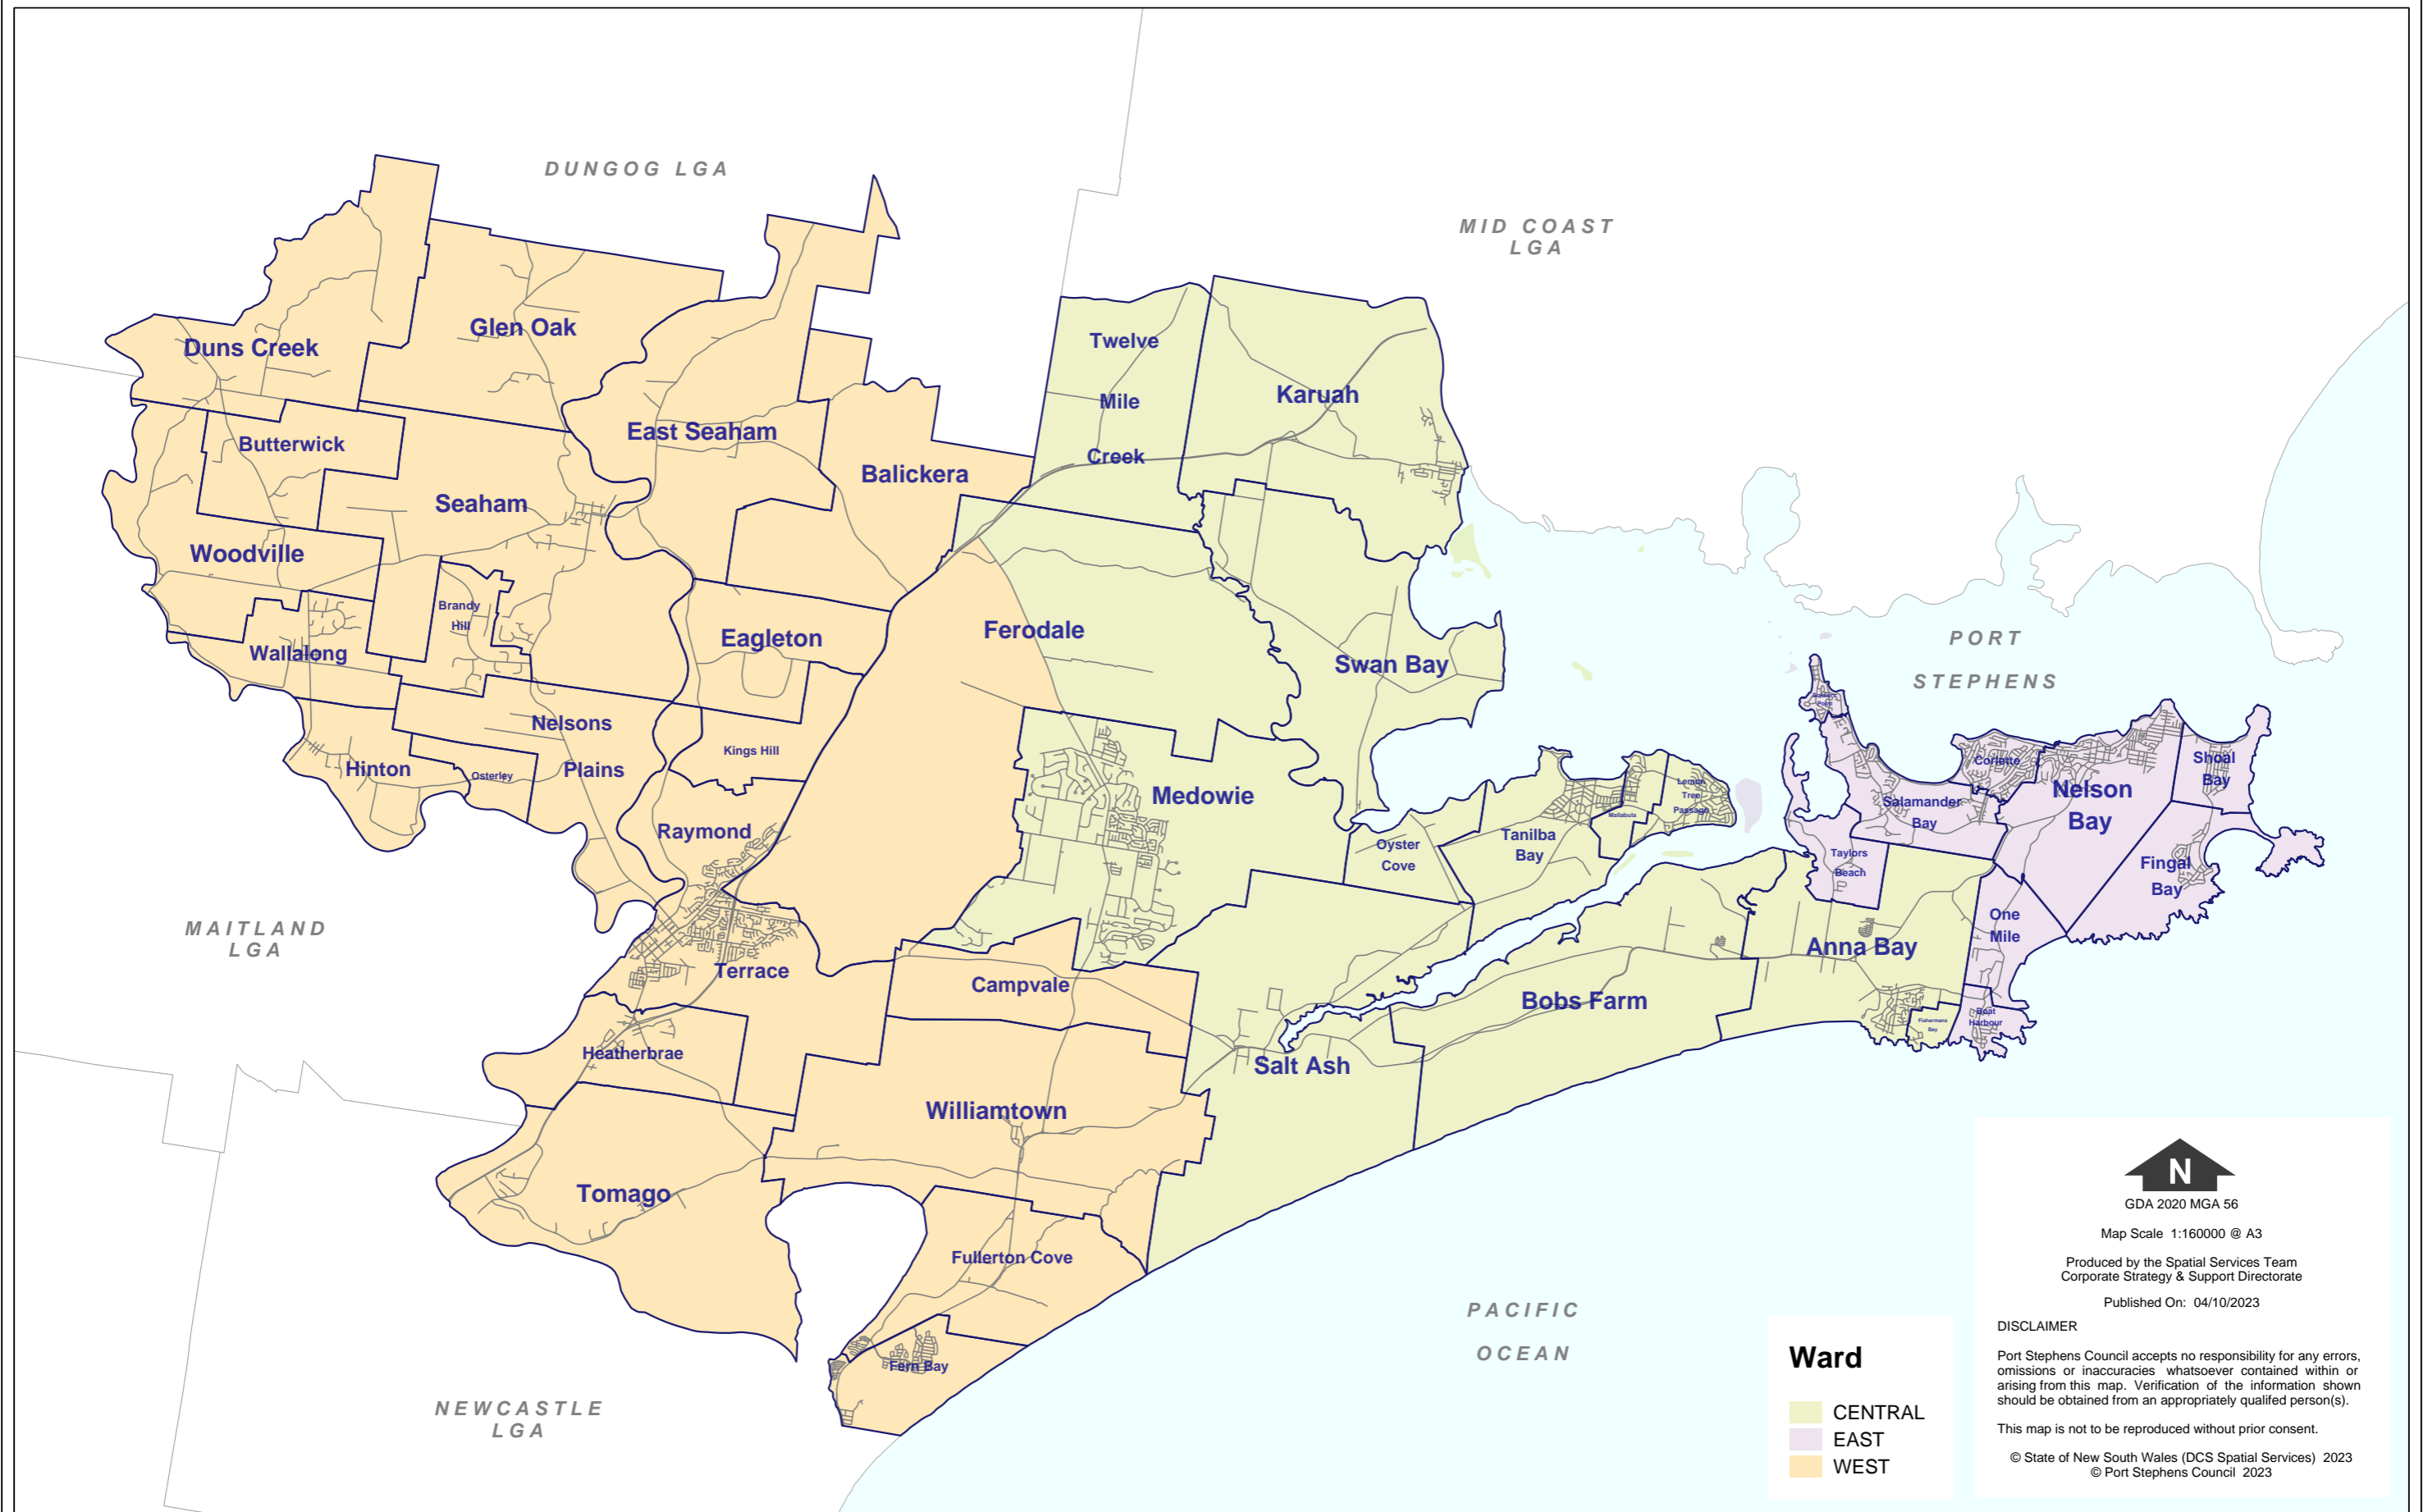 DUNGOG LGA
MID COAST
LGA
Glen Oak
Duns Creek
Twelve
Mile
Creek
Karuah
East Seaham
Butterwick
Balickera
Seaham
Woodville
Brandy
Hill
Wallalong
Eagleton
Ferodale
Swan Bay
PORT
STEPHENS
Nelsons
Plains
Kings Hill
Hinton
Osterley
Medowie
Raymond
Terrace
Oyster
Cove
Tanilba
Bay
Mallabula
Lemon
Tree
Passage
Point
Corlette
Salamander
Bay
Nelson
Bay
Shoal
Bay
Taylors
Beach
Fingal
Bay
One
Mile
Anna Bay
MAITLAND
LGA
Campvale
Bobs Farm
Boat
Harbour
Fishermans
Bay
Heatherbrae
Salt Ash
Williamtown
Tomago
Fullerton Cove
Fern Bay
PACIFIC
OCEAN
NEWCASTLE
LGA
Ward
CENTRAL
EAST
WEST
N
GDA 2020 MGA 56
Map Scale 1:160000 @ A3
Produced by the Spatial Services Team
Corporate Strategy & Support Directorate
Published On: 04/10/2023
DISCLAIMER
Port Stephens Council accepts no responsibility for any errors,
omissions or inaccuracies whatsoever contained within or
arising from this map. Verification of the information shown
should be obtained from an appropriately qualifed person(s).
This map is not to be reproduced without prior consent.
© State of New South Wales (DCS Spatial Services) 2023
© Port Stephens Council 2023